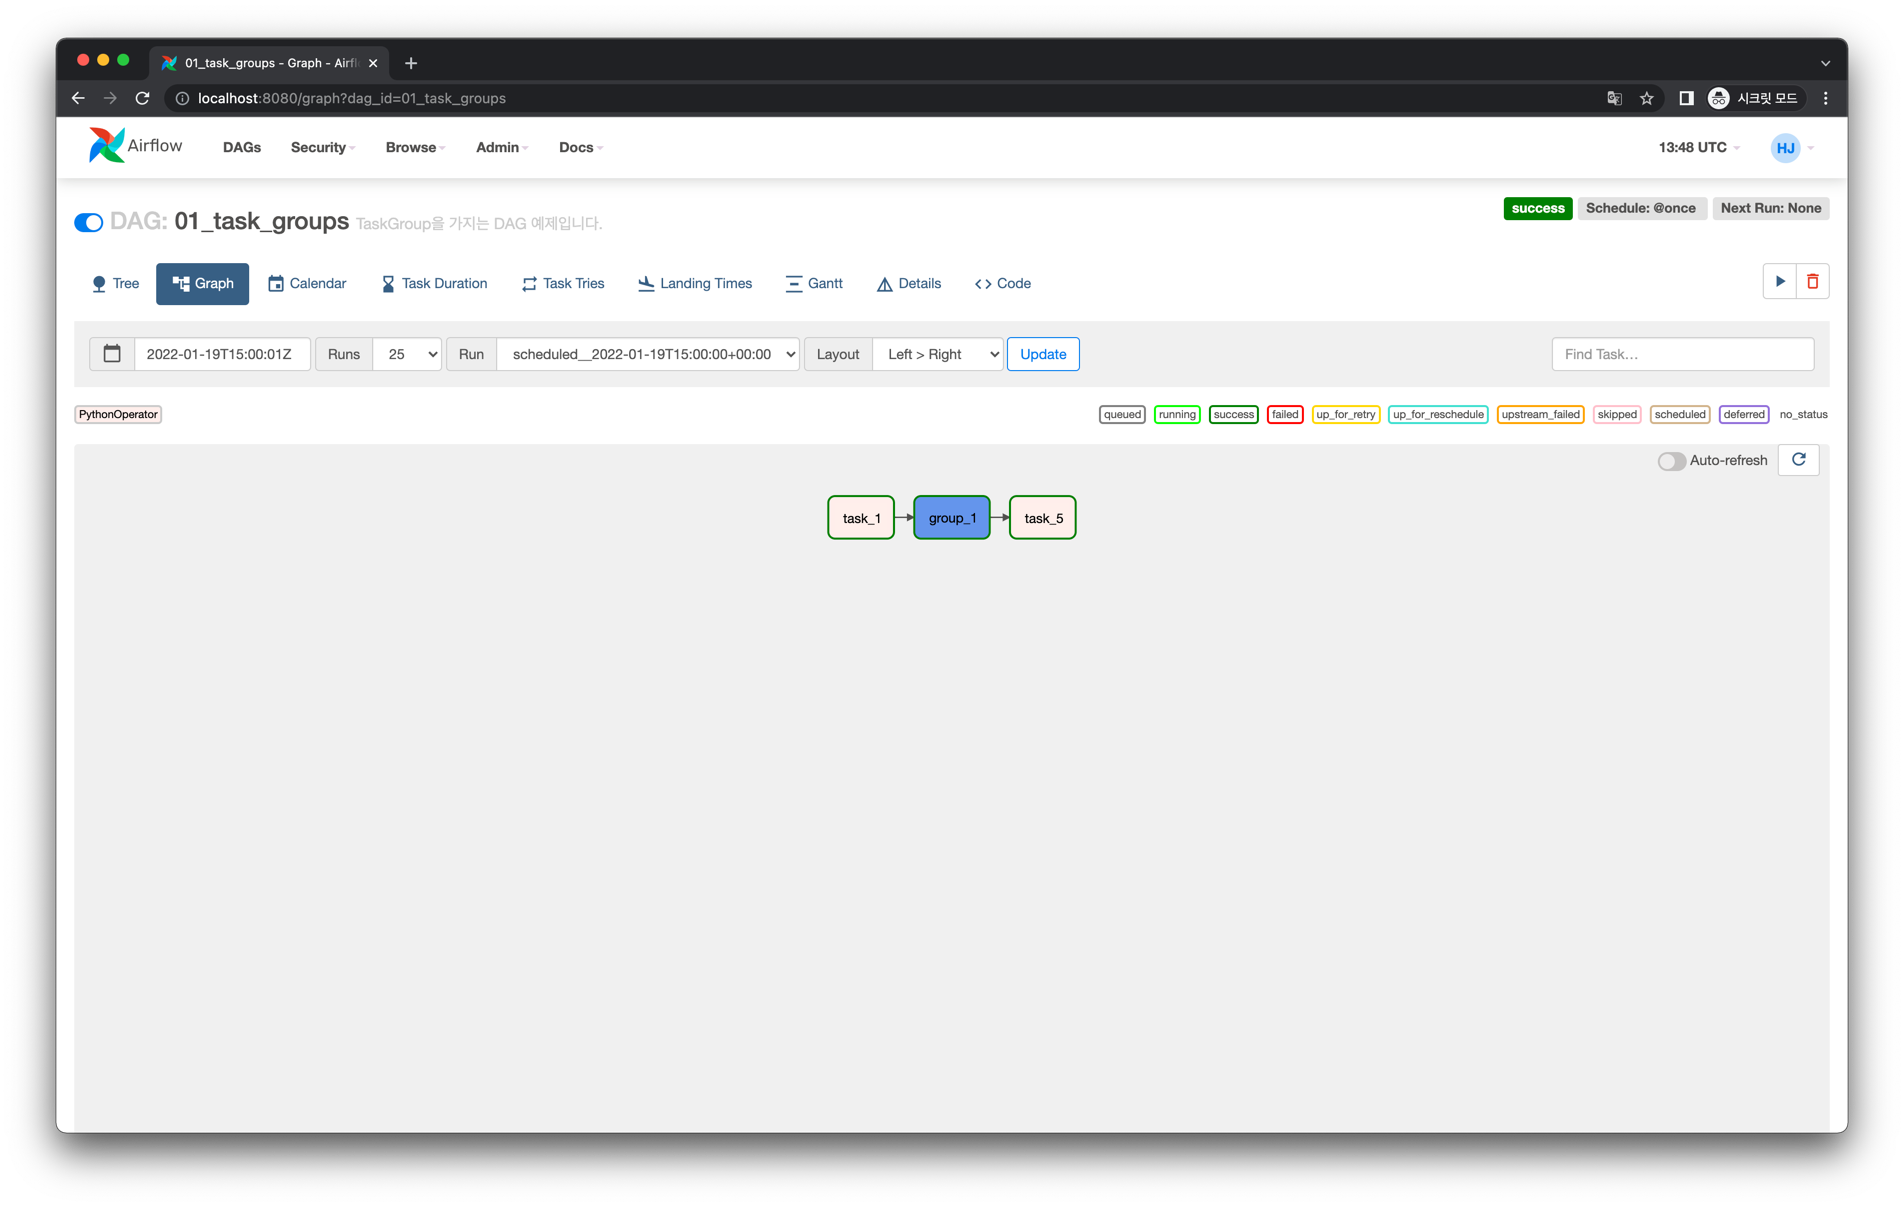 01_task_groups - Graph - Airfl
localhost:8080/graph?dag_id=01_task_groups
시크릿 모드
Airflow
DAGs Security Browse Admin Docs
13:48 UTC
HJ
DAG: 01_task_groups TaskGroup을 가지는 DAG 예제입니다.
success Schedule: @once Next Run: None
Tree Graph Calendar Task Duration Task Tries Landing Times Gantt Details Code
2022-01-19T15:00:01Z Runs 25 Run scheduled__2022-01-19T15:00:00+00:00 Layout Left > Right Update Find Task…
PythonOperator
queued running success failed up_for_retry up_for_reschedule upstream_failed skipped scheduled deferred no_status
Auto-refresh
task_1 group_1 task_5